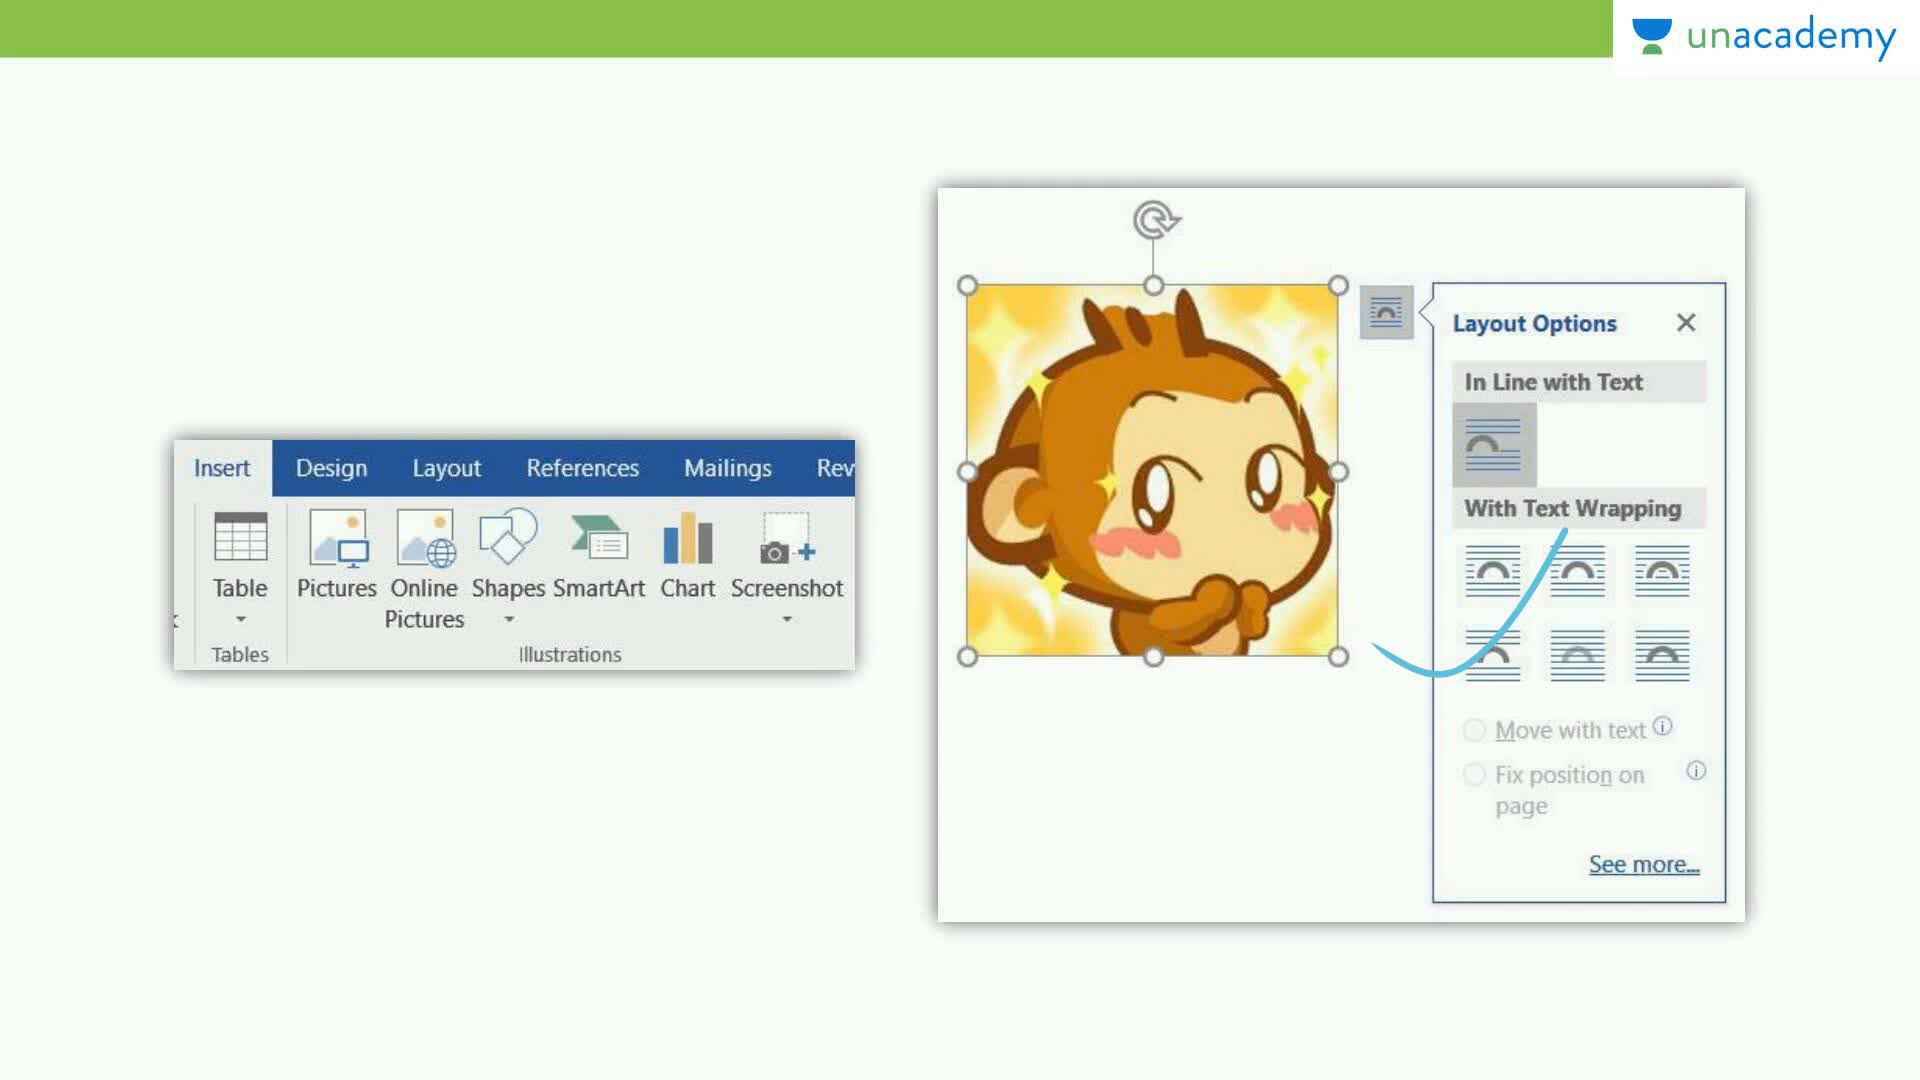 unacademy
Insert Design Layout References Mailings Rev
Table Pictures Online Shapes SmartArt Chart Screenshot
Pictures
Tables Illustrations
Layout Options
In Line with Text
With Text Wrapping
Move with text
Fix position on
page
See more...